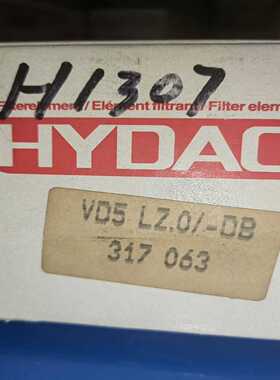 H1307
Filterelement / Elément filtrant / Filter elem
HYDAC
VD5 LZ.0/-DB
317 063